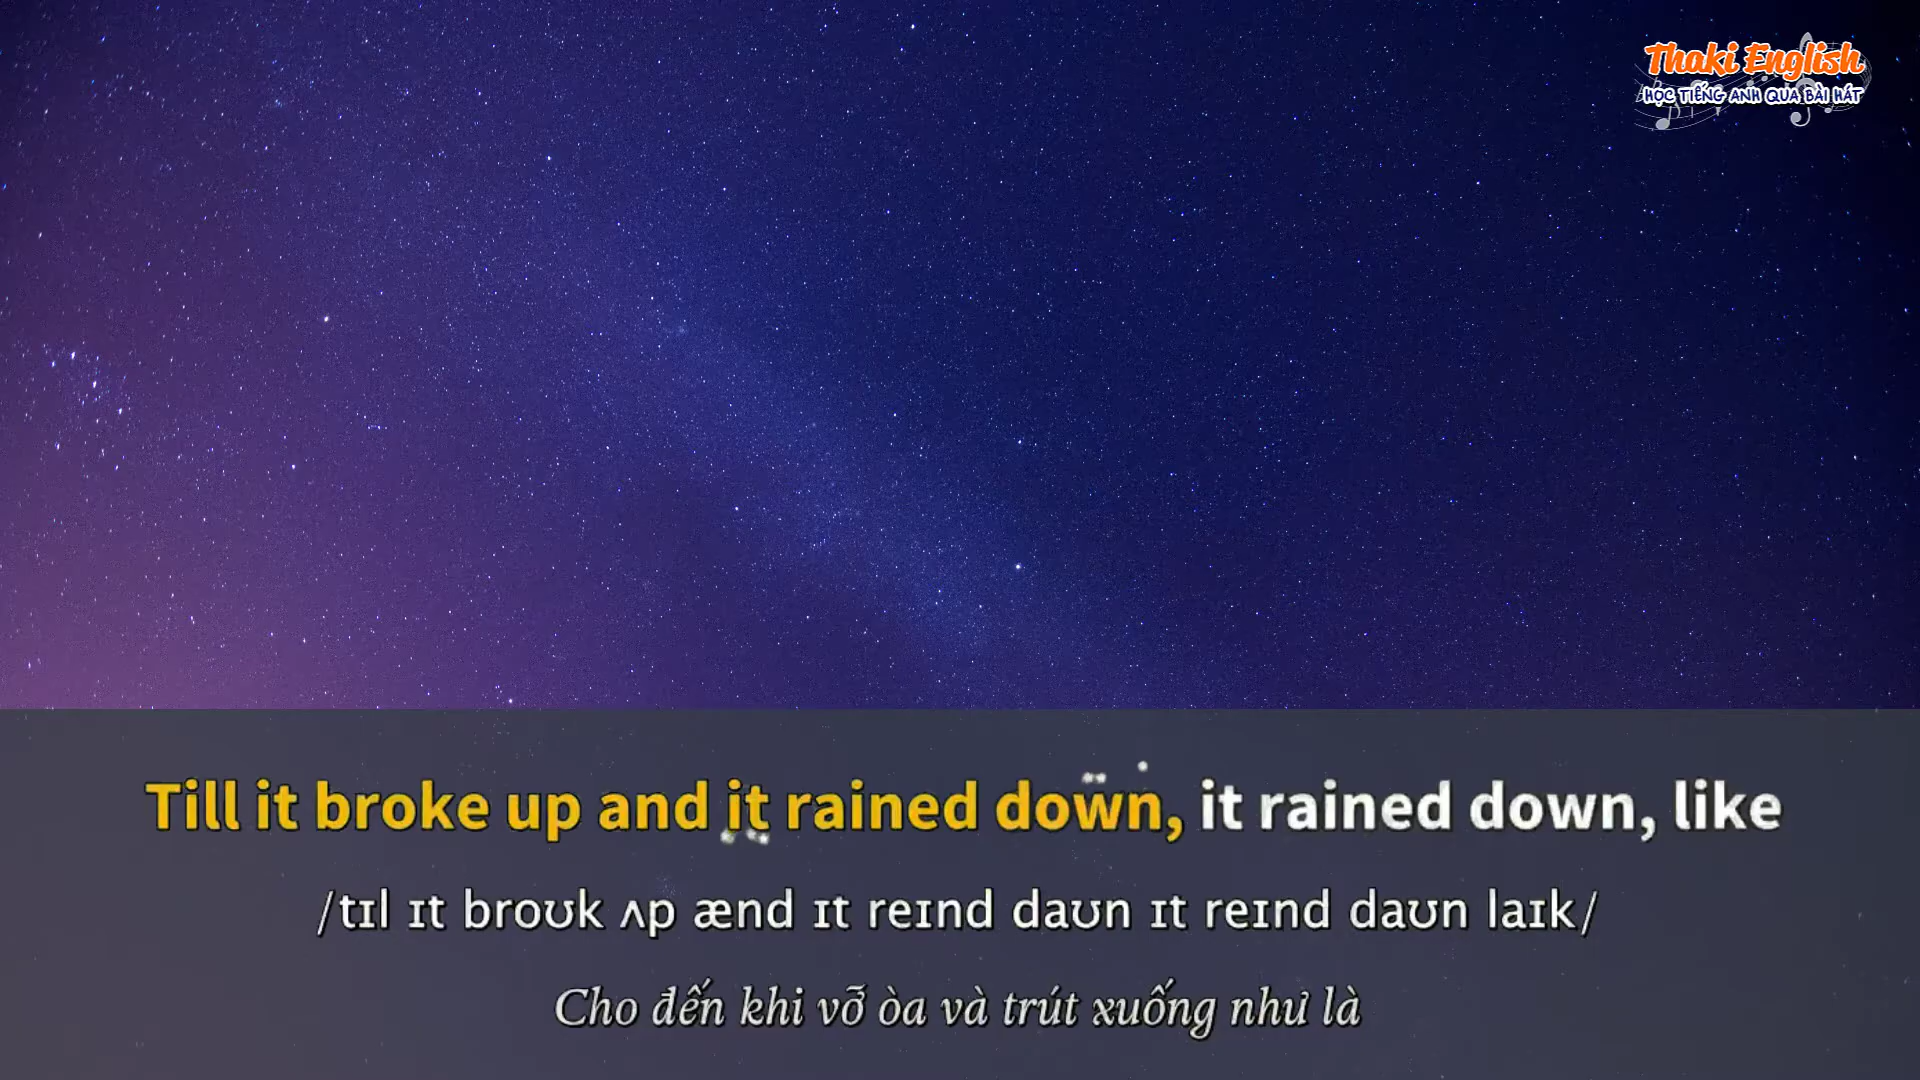 Thaki English
HỌC TIẾNG ANH QUA BÀI HÁT
Till it broke up and it rained down, it rained down, like
/tɪl ɪt broʊk ʌp ænd ɪt reɪnd daʊn ɪt reɪnd daʊn laɪk/
Cho đến khi vỡ òa và trút xuống như là